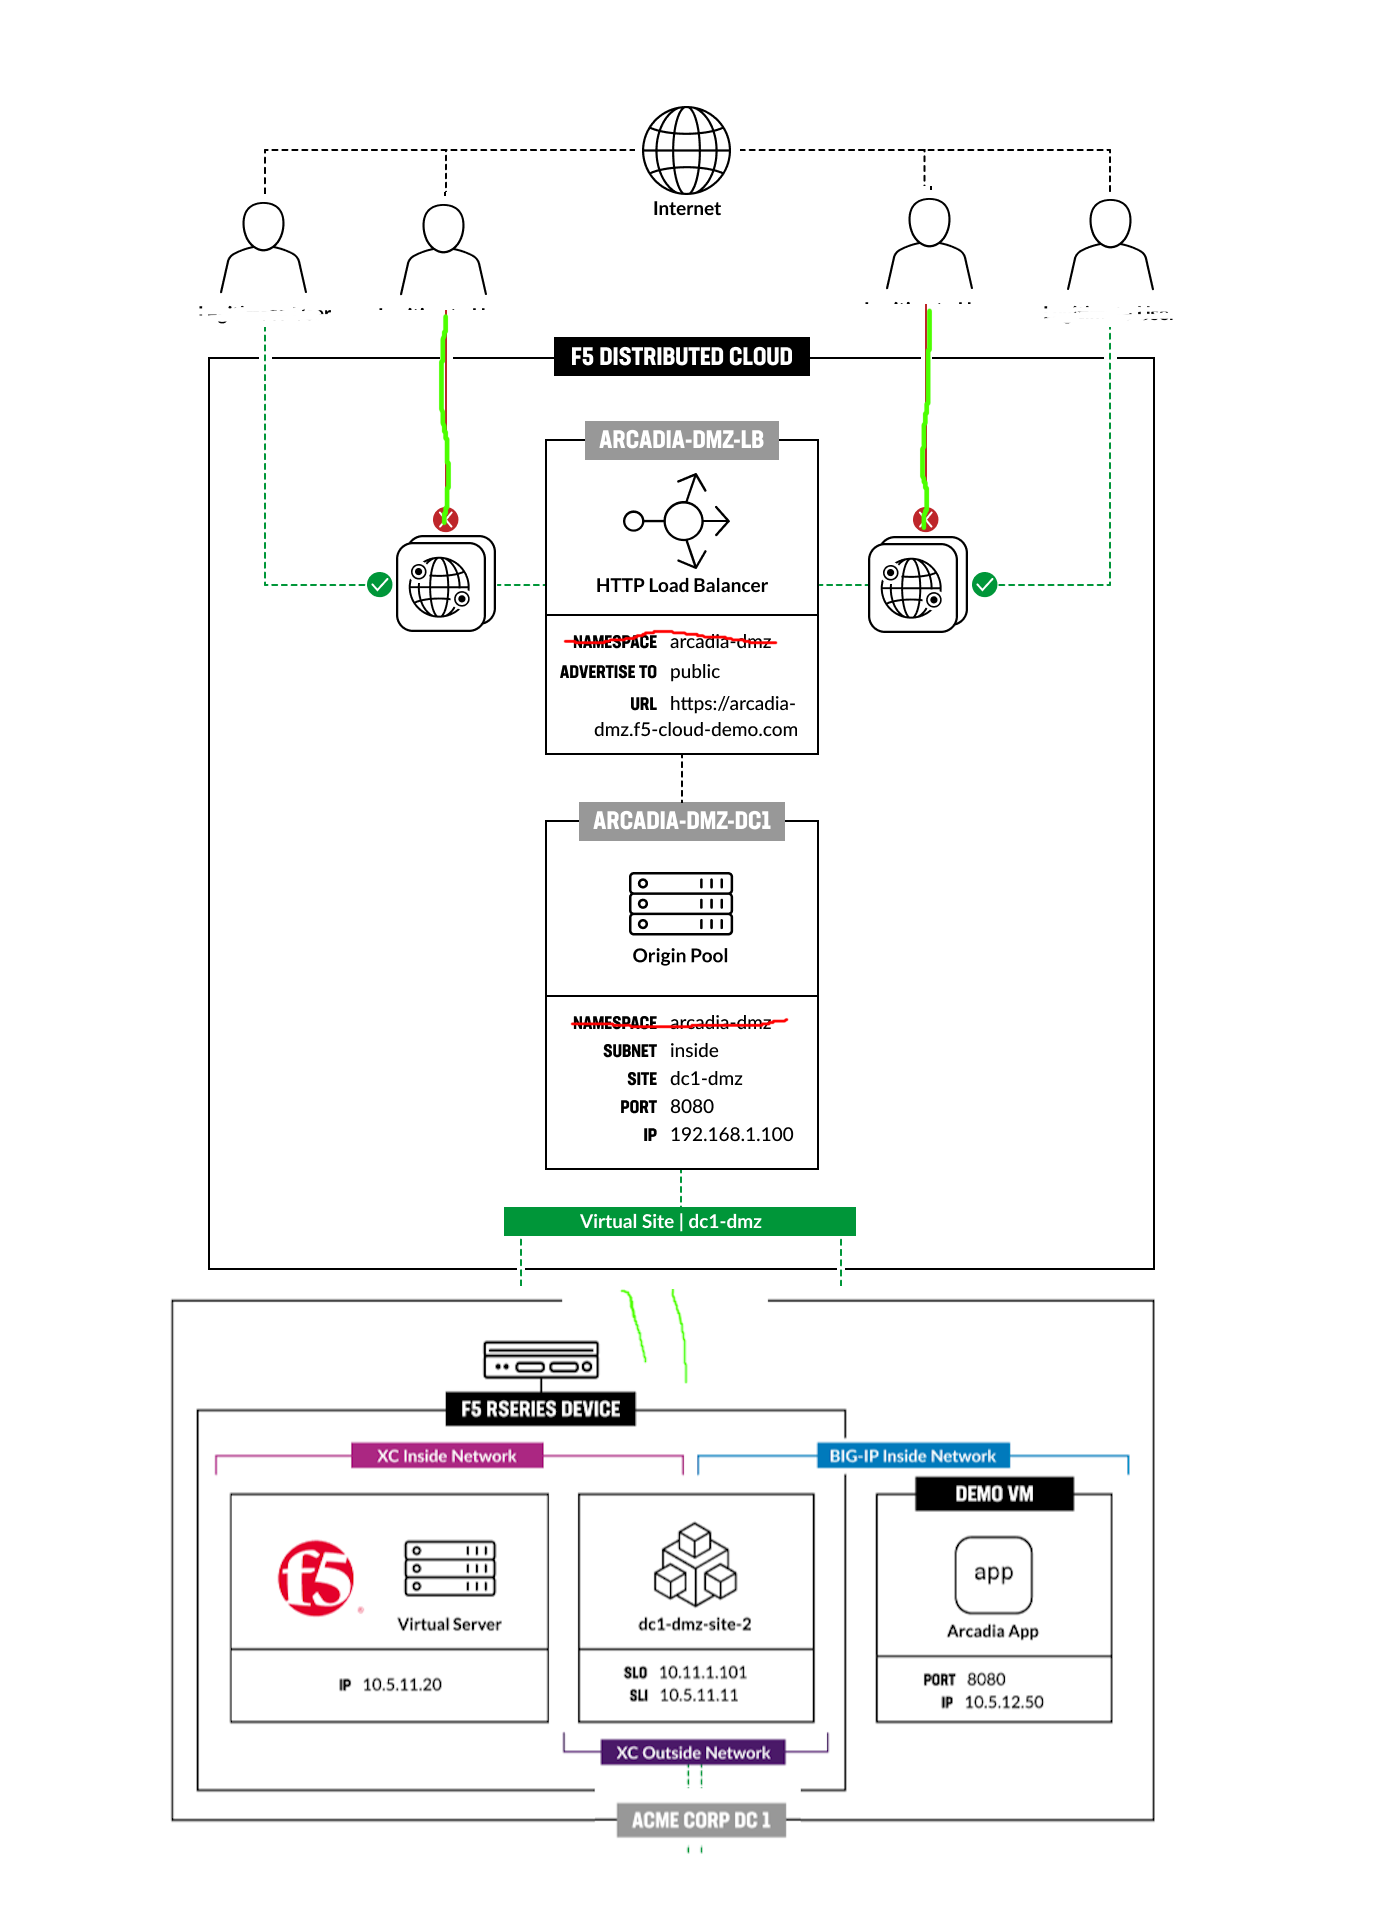 Internet
F5 DISTRIBUTED CLOUD
ARCADIA-DMZ-LB
HTTP Load Balancer
NAMESPACE arcadia-dmz
ADVERTISE TO public
URL https://arcadia-
dmz.f5-cloud-demo.com
ARCADIA-DMZ-DC1
Origin Pool
NAMESPACE arcadia-dmz
SUBNET inside
SITE dc1-dmz
PORT 8080
IP 192.168.1.100
Virtual Site | dc1-dmz
F5 RSERIES DEVICE
XC Inside Network
BIG-IP Inside Network
DEMO VM
f5
Virtual Server
IP 10.5.11.20
dc1-dmz-site-2
SLO 10.11.1.101
SLI 10.5.11.11
app
Arcadia App
PORT 8080
IP 10.5.12.50
XC Outside Network
ACME CORP DC 1